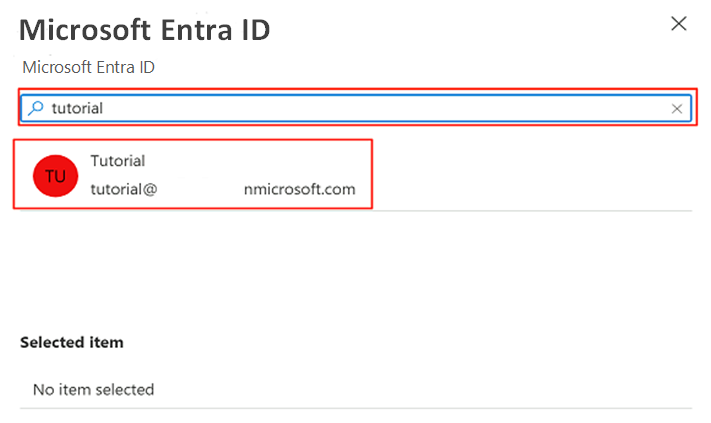 Microsoft Entra ID
Microsoft Entra ID
tutorial
TU
Tutorial
tutorial@ nmicrosoft.com
Selected item
No item selected